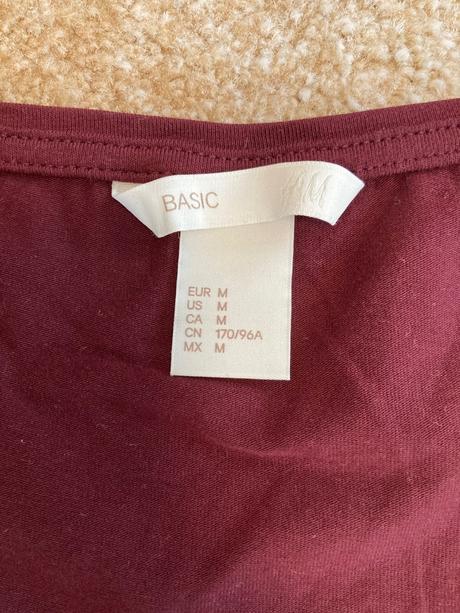 BASIC H&M
EUR M
US M
CA M
CN 170/96A
MX M